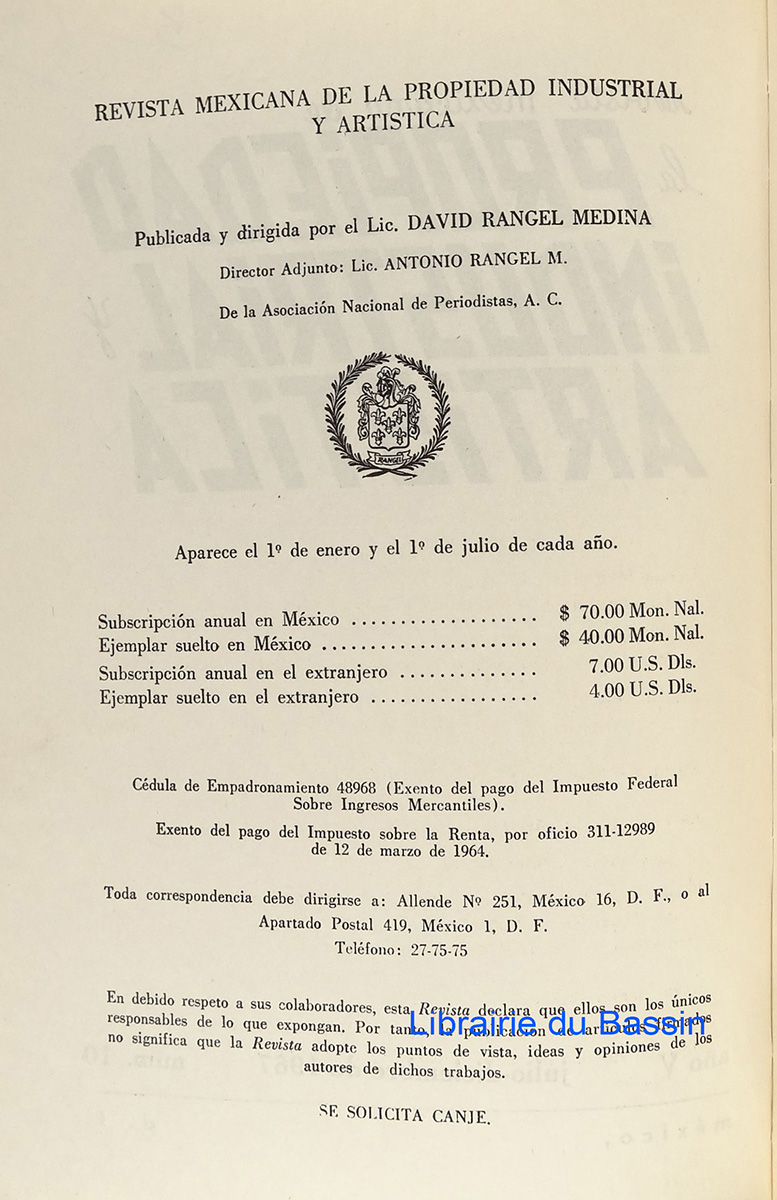 REVISTA MEXICANA DE LA PROPIEDAD INDUSTRIAL
Y ARTISTICA
Publicada y dirigida por el Lic. DAVID RANGEL MEDINA
Director Adjunto: Lic. ANTONIO RANGEL M.
De la Asociación Nacional de Periodistas, A. C.
RANGEL
Aparece el 1º de enero y el 1º de julio de cada año.
Subscripción anual en México ................... $ 70.00 Mon. Nal.
Ejemplar suelto en México ...................... $ 40.00 Mon. Nal.
Subscripción anual en el extranjero .............. 7.00 U.S. Dls.
Ejemplar suelto en el extranjero ................. 4.00 U.S. Dls.
Cédula de Empadronamiento 48968 (Exento del pago del Impuesto Federal
Sobre Ingresos Mercantiles).
Exento del pago del Impuesto sobre la Renta, por oficio 311-12989
de 12 de marzo de 1964.
Toda correspondencia debe dirigirse a: Allende Nº 251, México 16, D. F., o al
Apartado Postal 419, México 1, D. F.
Teléfono: 27-75-75
En debido respeto a sus colaboradores, esta Revista declara que ellos son los únicos
responsables de lo que expongan. Por tanto, la publicación de artículos firmados
no significa que la Revista adopte los puntos de vista, ideas y opiniones de los
autores de dichos trabajos.
SE SOLICITA CANJE.
Librairie du Bassin